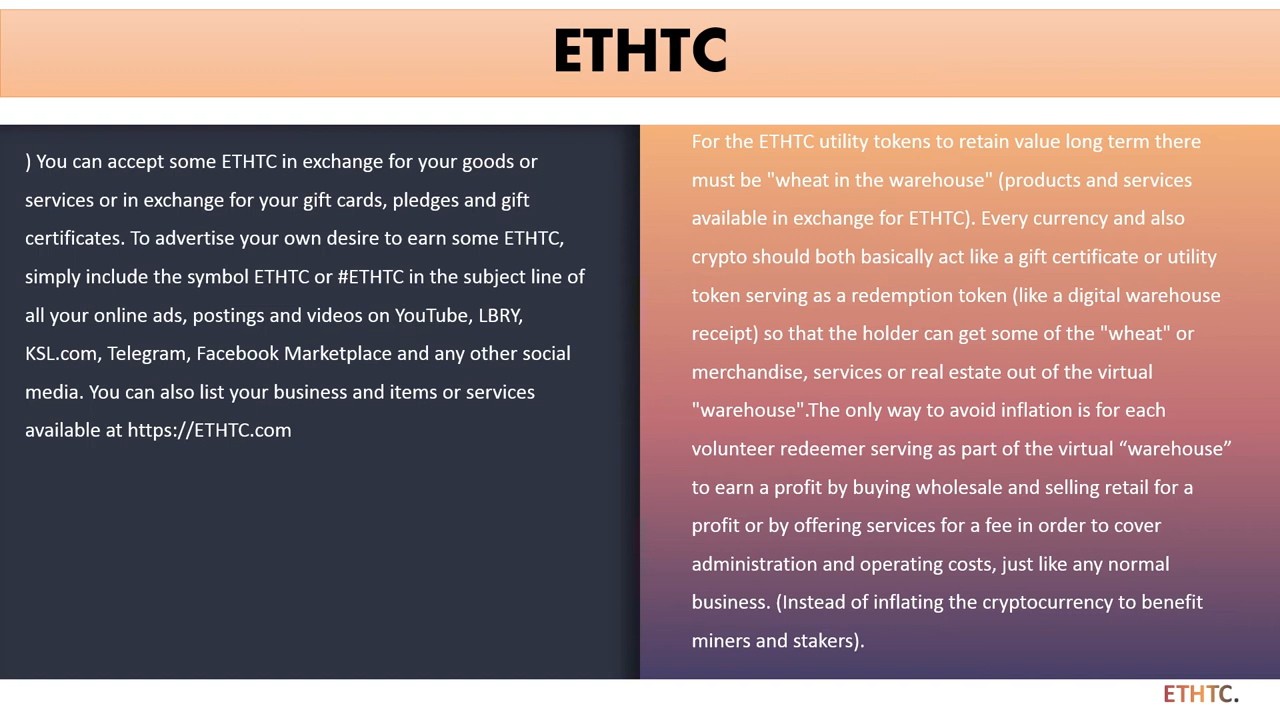 ETHTC
) You can accept some ETHTC in exchange for your goods or
services or in exchange for your gift cards, pledges and gift
certificates. To advertise your own desire to earn some ETHTC,
simply include the symbol ETHTC or #ETHTC in the subject line of
all your online ads, postings and videos on YouTube, LBRY,
KSL.com, Telegram, Facebook Marketplace and any other social
media. You can also list your business and items or services
available at https://ETHTC.com
For the ETHTC utility tokens to retain value long term there
must be "wheat in the warehouse" (products and services
available in exchange for ETHTC). Every currency and also
crypto should both basically act like a gift certificate or utility
token serving as a redemption token (like a digital warehouse
receipt) so that the holder can get some of the "wheat" or
merchandise, services or real estate out of the virtual
"warehouse".The only way to avoid inflation is for each
volunteer redeemer serving as part of the virtual “warehouse”
to earn a profit by buying wholesale and selling retail for a
profit or by offering services for a fee in order to cover
administration and operating costs, just like any normal
business. (Instead of inflating the cryptocurrency to benefit
miners and stakers).
ETHTC.